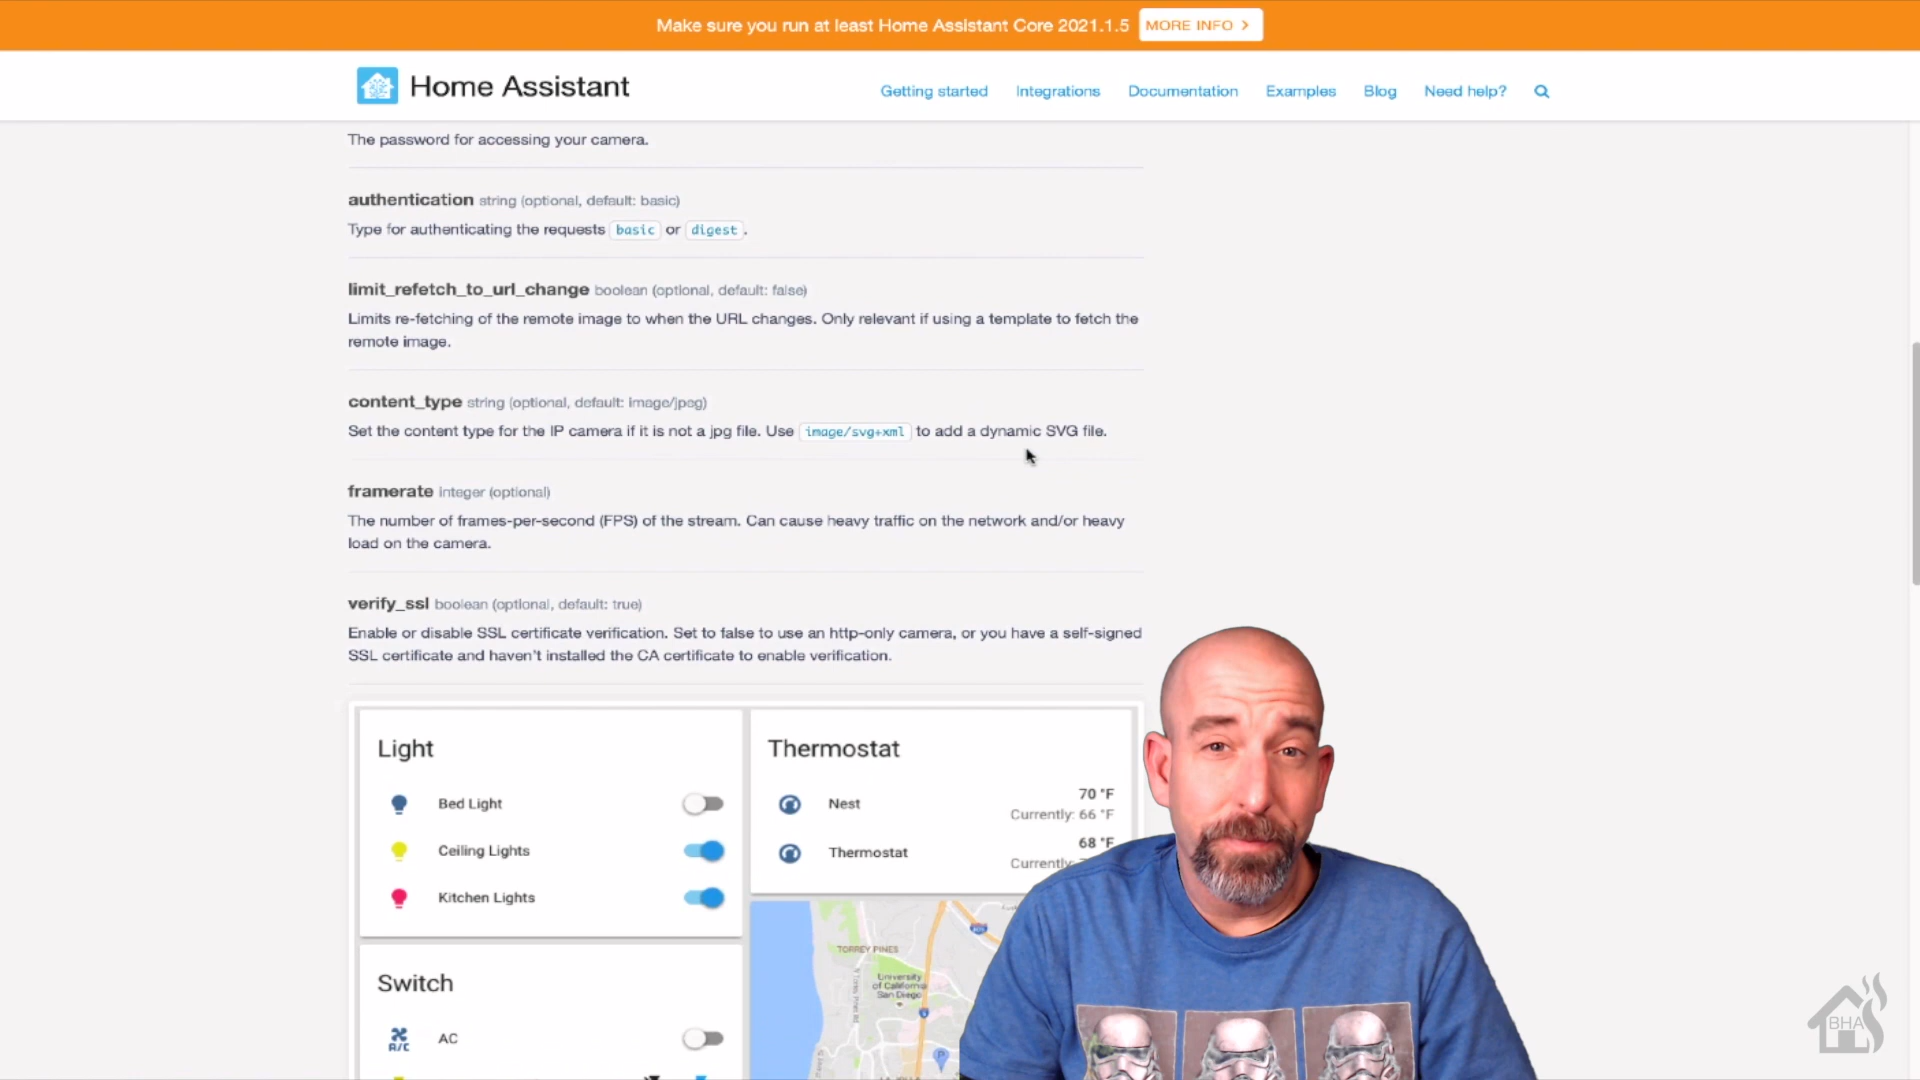 Make sure you run at least Home Assistant Core 2021.1.5 MORE INFO
Home Assistant
Getting started Integrations Documentation Examples Blog Need help?
The password for accessing your camera.
authentication string (optional, default: basic)
Type for authenticating the requests basic or digest.
limit_refetch_to_url_change boolean (optional, default: false)
Limits re-fetching of the remote image to when the URL changes. Only relevant if using a template to fetch the
remote image.
content_type string (optional, default: image/jpeg)
Set the content type for the IP camera if it is not a jpg file. Use image/svg+xml to add a dynamic SVG file.
framerate integer (optional)
The number of frames-per-second (FPS) of the stream. Can cause heavy traffic on the network and/or heavy
load on the camera.
verify_ssl boolean (optional, default: true)
Enable or disable SSL certificate verification. Set to false to use an http-only camera, or you have a self-signed
SSL certificate and haven't installed the CA certificate to enable verification.
Light
Bed Light
Ceiling Lights
Kitchen Lights
Thermostat
Nest
70 °F
Currently: 66 °F
Thermostat
68 °F
Currently:
Switch
A/C
AC
TORREY PINES
University
of California
San Diego
P
BHA